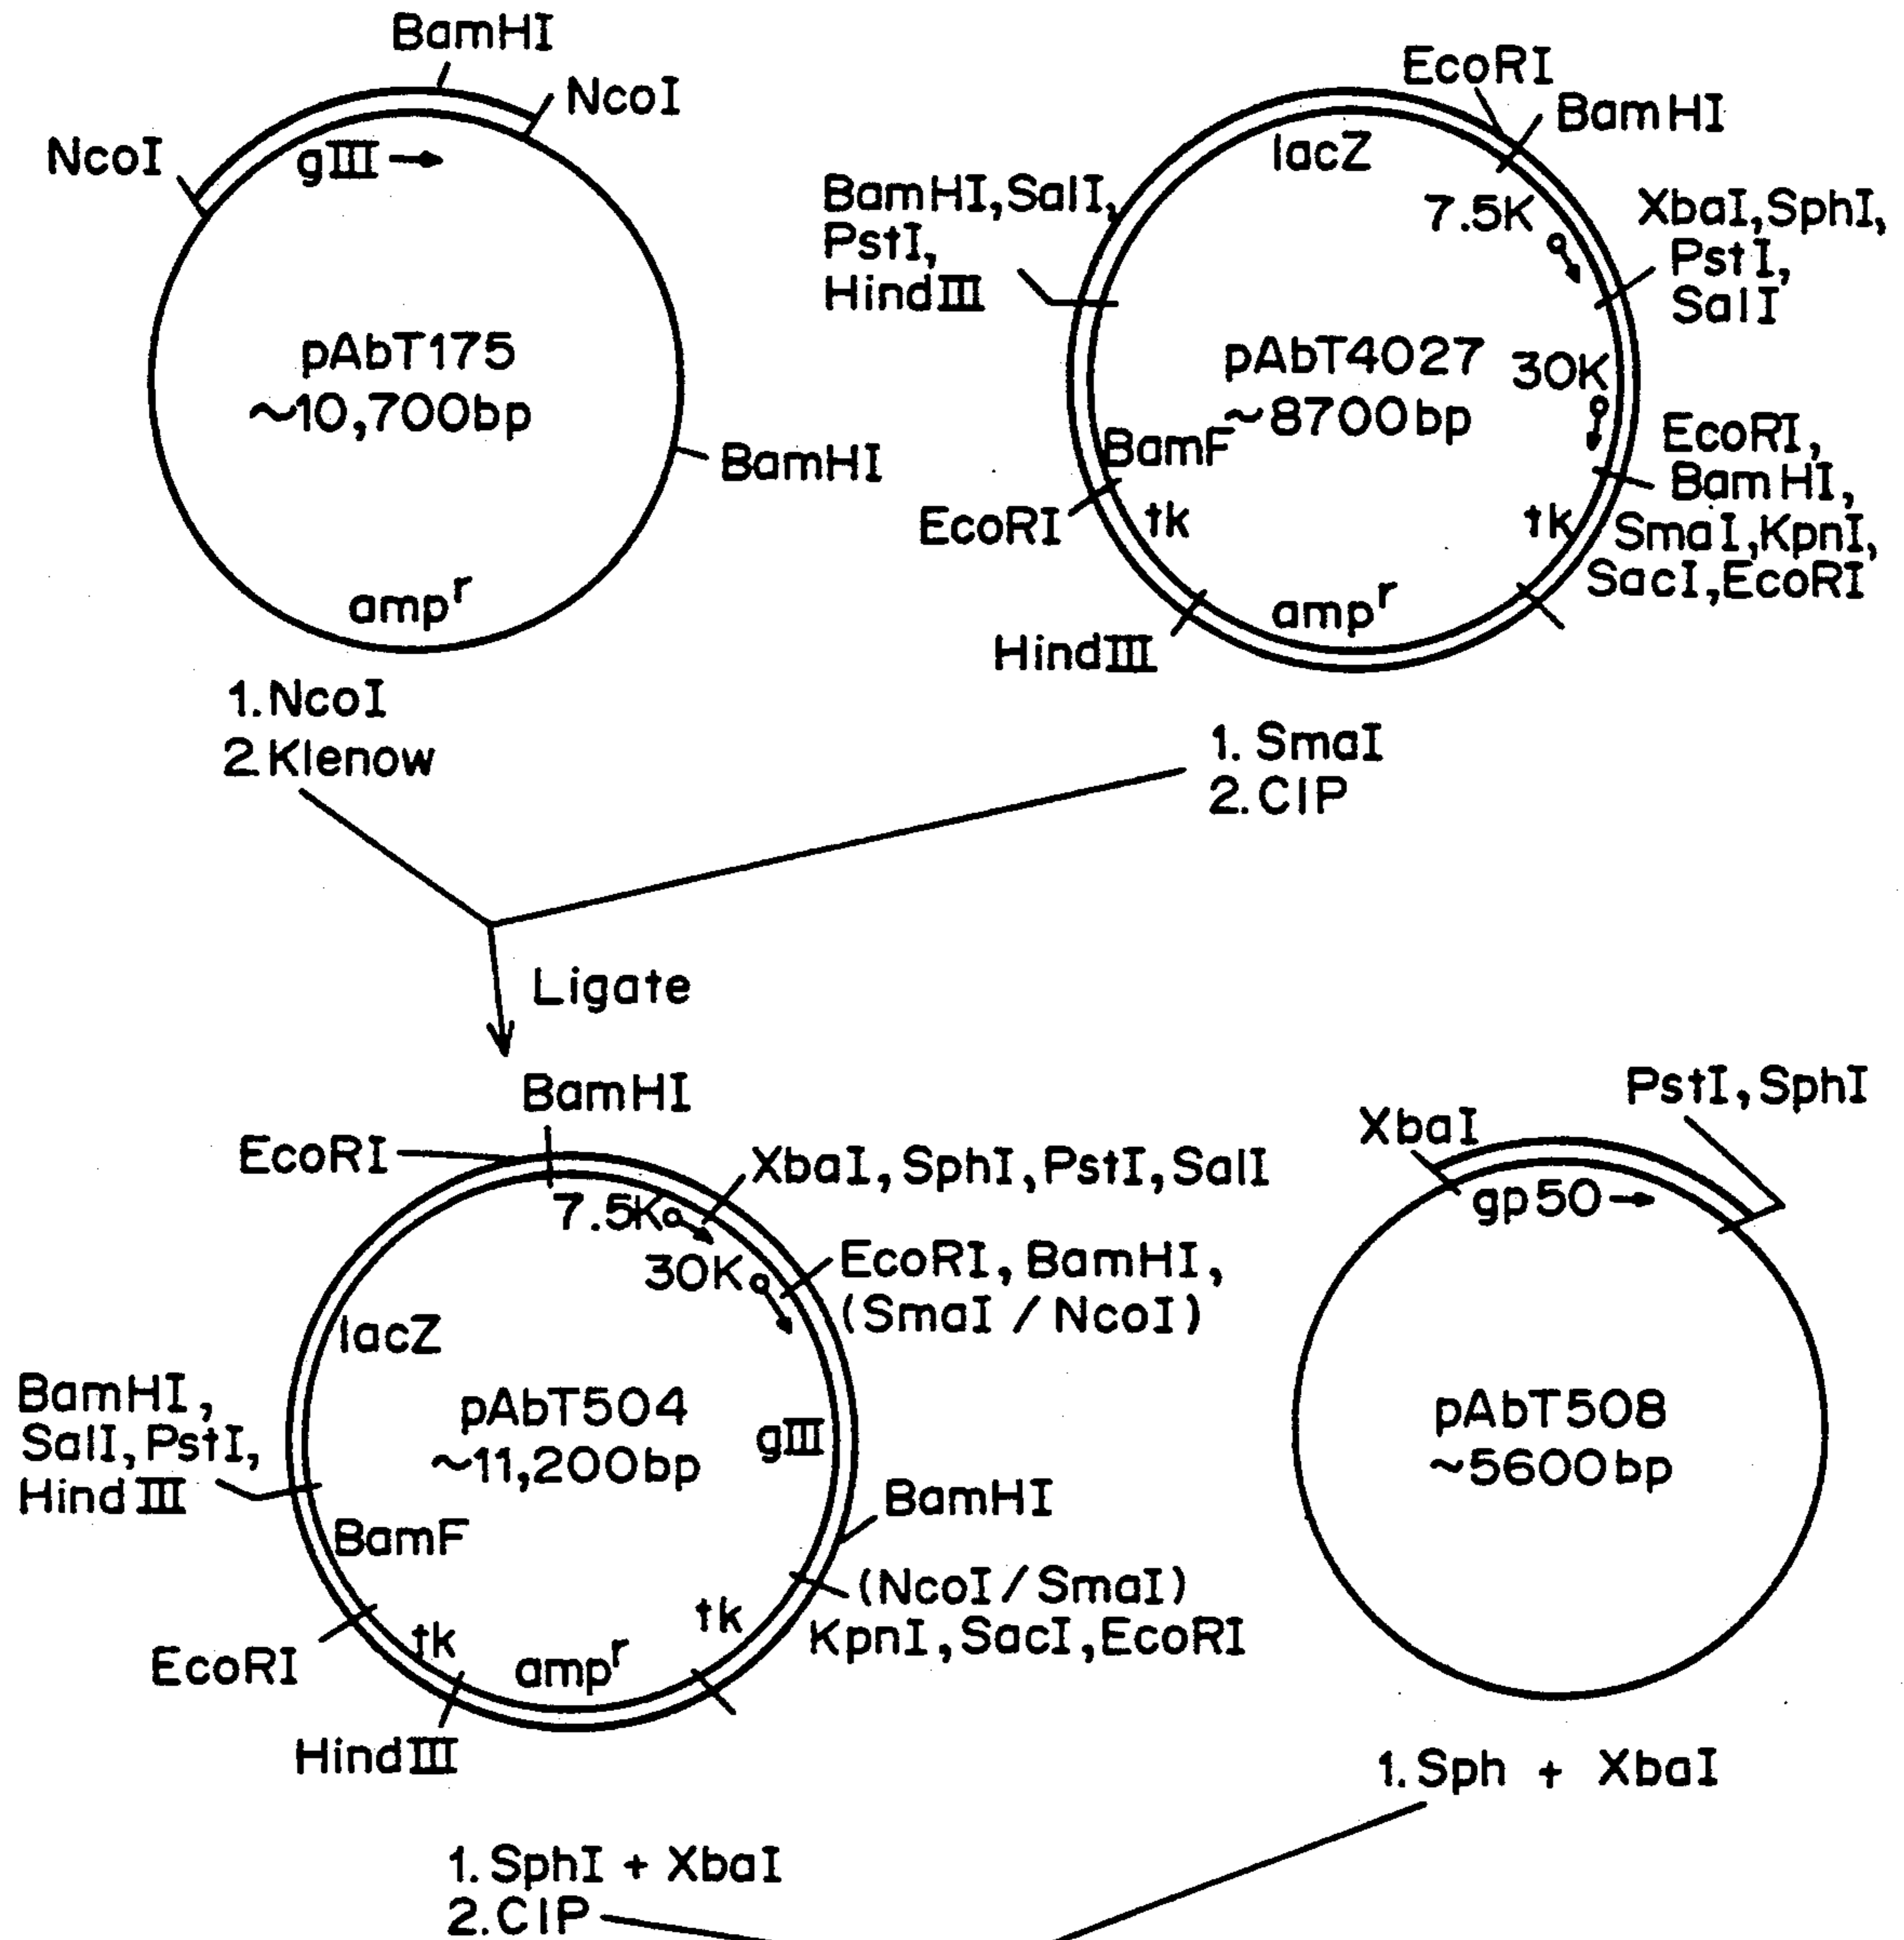 BamHI
NcoI
NcoI
gIII
pAbT175
~10,700bp
BamHI
amp^r
1.NcoI
2.Klenow
EcoRI
BamHI
lacZ
BamHI,SalI,
PstI,
HindIII
7.5K
XbaI,SphI,
PstI,
SalI
pAbT4027
~8700bp
30K
BamF
EcoRI,
BamHI,
SmaI,KpnI,
SacI,EcoRI
EcoRI
tk
tk
amp^r
HindIII
1. SmaI
2. CIP
Ligate
BamHI
EcoRI
XbaI,SphI,PstI,SalI
7.5K
30K
EcoRI, BamHI,
(SmaI / NcoI)
lacZ
BamHI,
SalI,PstI,
HindIII
pAbT504
~11,200bp
gIII
BamHI
BamF
(NcoI/SmaI)
KpnI,SacI,EcoRI
tk
EcoRI
tk
amp^r
HindIII
PstI,SphI
XbaI
gp50
pAbT508
~5600bp
1. Sph + XbaI
1. SphI + XbaI
2. CIP